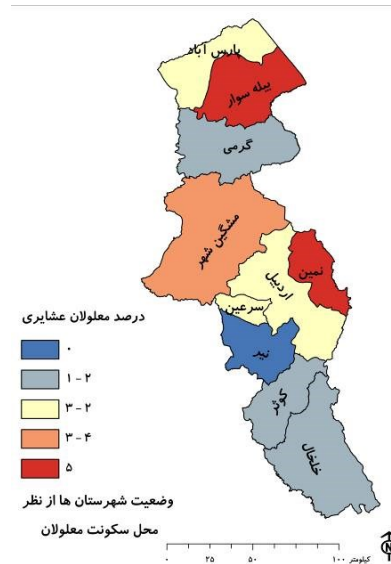 پارس آباد
بیله سوار
گرمی
مشگین شهر
نمین
اردبیل
سرعین
نیر
کوثر
خلخال
درصد معلولان عشایری
۰
۱ - ۲
۳ - ۲
۳ - ۴
۵
وضعیت شهرستان ها از نظر
محل سکونت معلولان
۰ ۲۵ ۵۰ ۱۰۰ کیلومتر